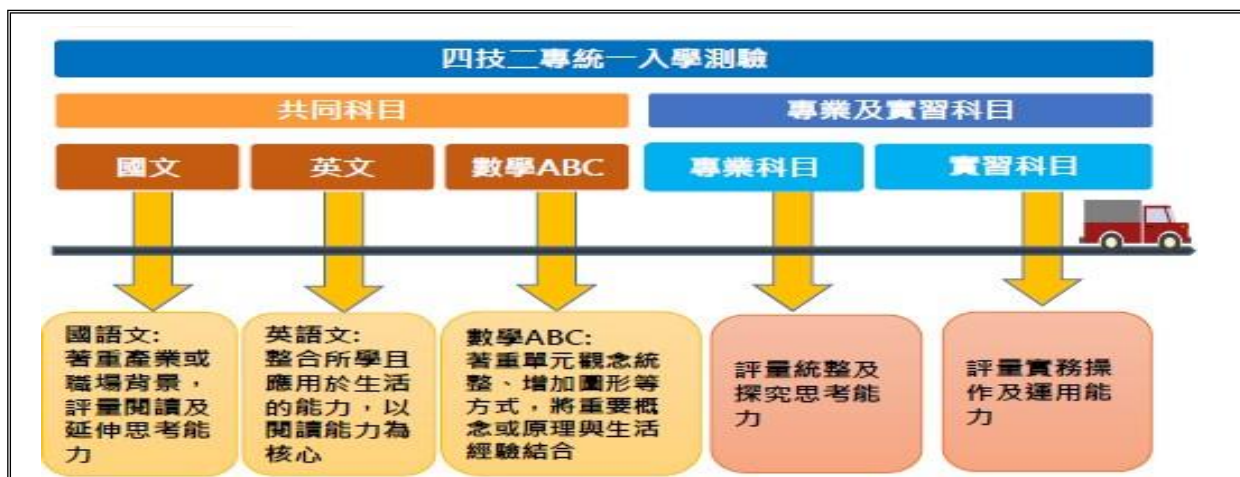 四技二專統一入學測驗
共同科目
專業及實習科目
國文
英文
數學ABC
專業科目
實習科目
國語文:
著重產業或
職場背景，
評量閱讀及
延伸思考能
力
英語文:
整合所學且
應用於生活
的能力，以
閱讀能力為
核心
數學ABC:
著重單元觀念統
整、增加圖形等
方式，將重要概
念或原理與生活
經驗結合
評量統整及
探究思考能
力
評量實務操
作及運用能
力